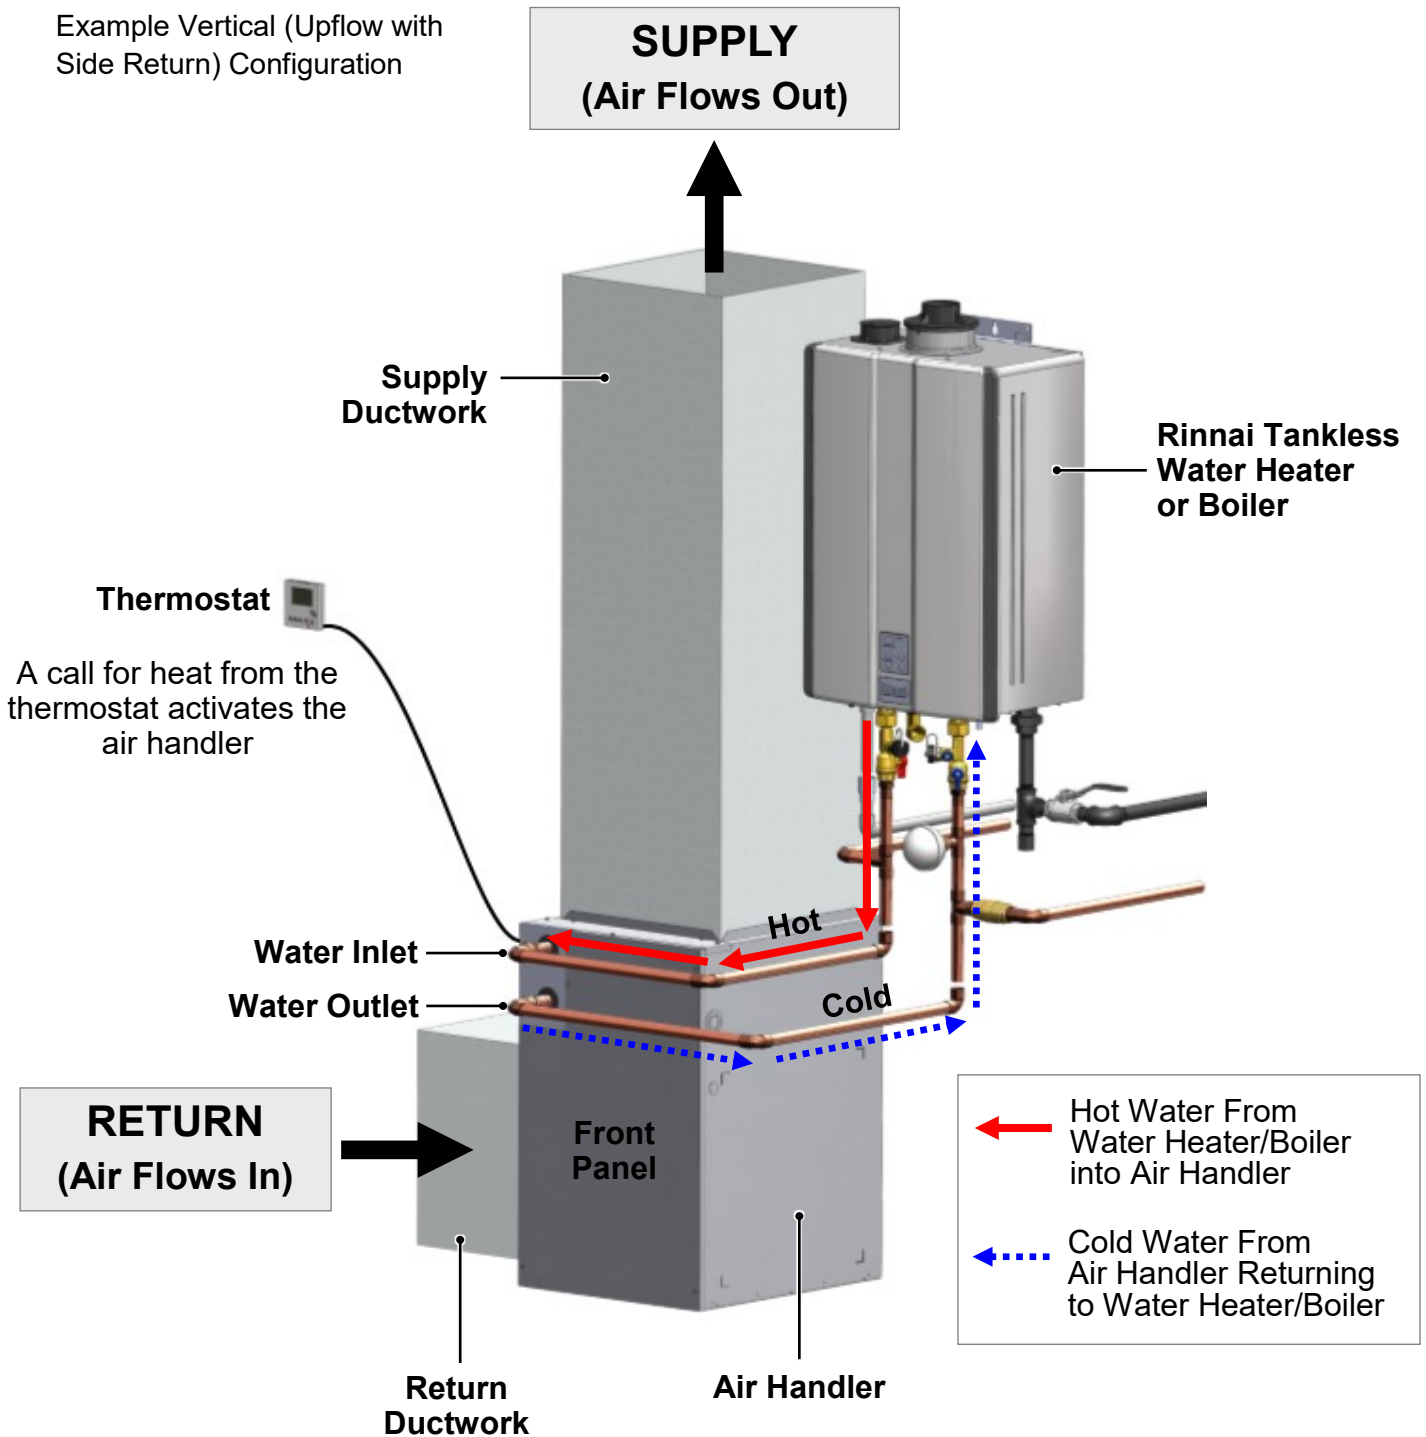 Example Vertical (Upflow with
Side Return) Configuration
SUPPLY
(Air Flows Out)
Supply
Ductwork
Rinnai Tankless
Water Heater
or Boiler
Thermostat
A call for heat from the
thermostat activates the
air handler
Hot
Water Inlet
Cold
Water Outlet
RETURN
(Air Flows In)
Front
Panel
Hot Water From
Water Heater/Boiler
into Air Handler
Cold Water From
Air Handler Returning
to Water Heater/Boiler
Return
Ductwork
Air Handler